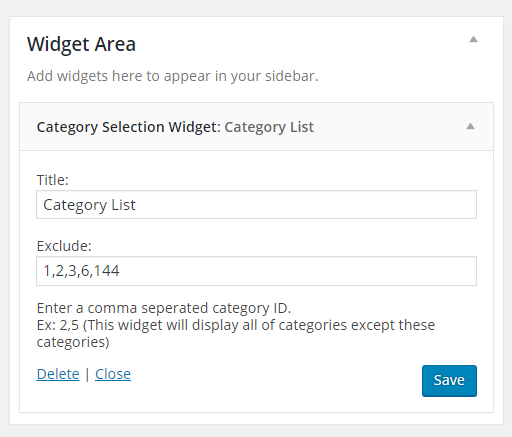 Widget Area
Add widgets here to appear in your sidebar.
Category Selection Widget: Category List
Title:
Category List
Exclude:
1,2,3,6,144
Enter a comma seperated category ID.
Ex: 2,5 (This widget will display all of categories except these
categories)
Delete | Close
Save